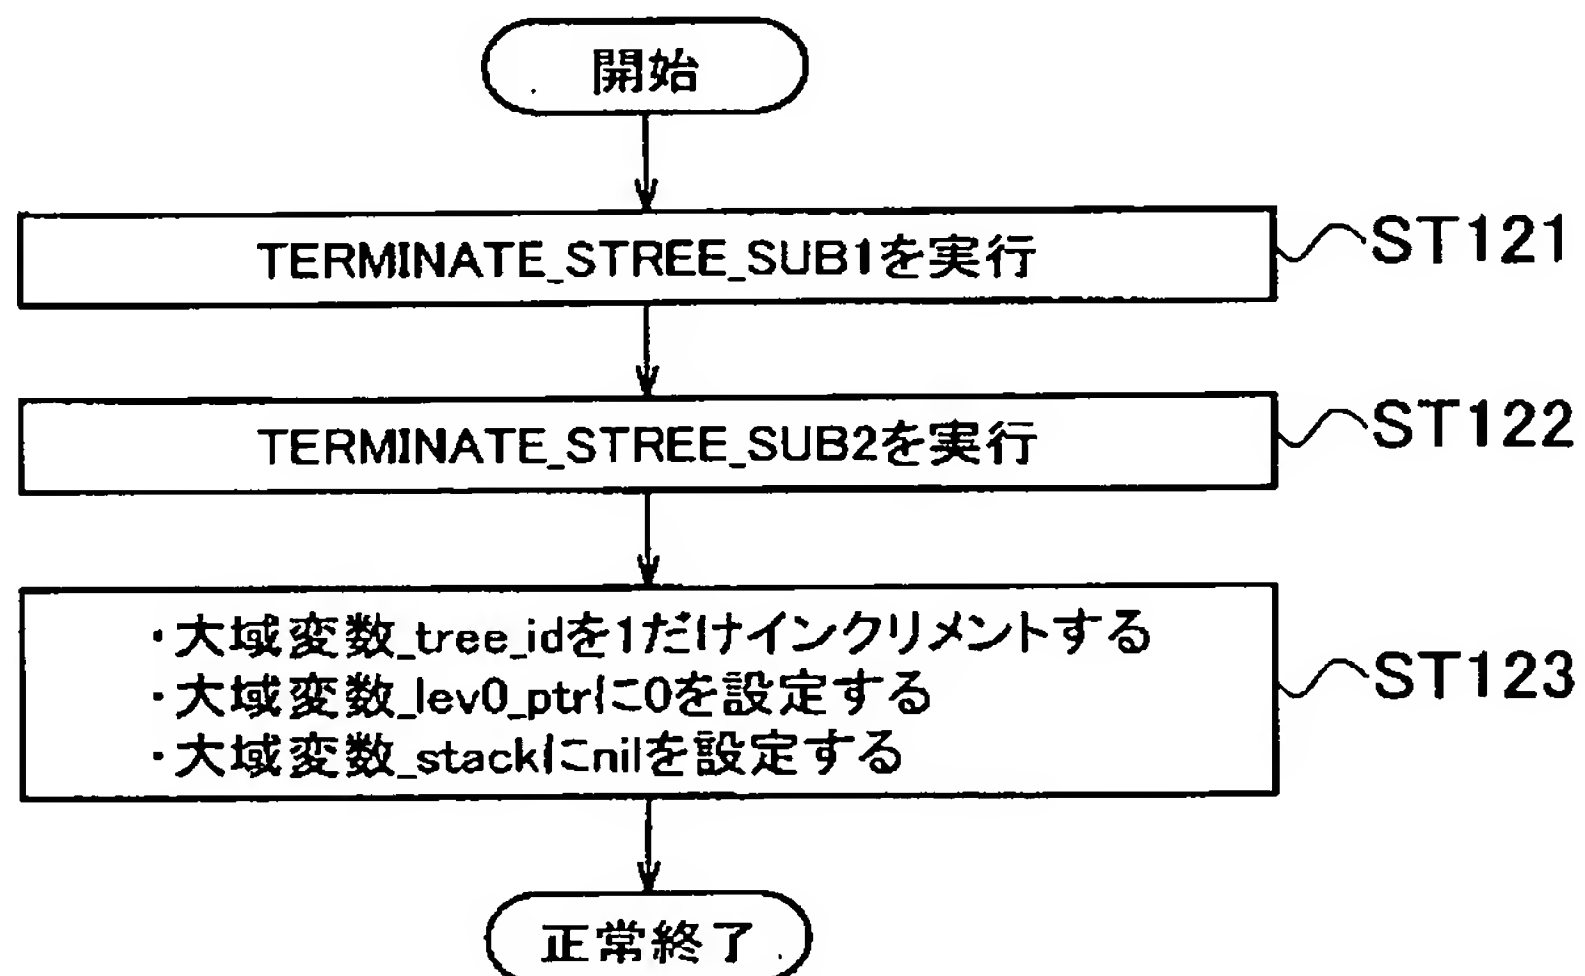 開始
TERMINATE_STREE_SUB1を実行
ST121
TERMINATE_STREE_SUB2を実行
ST122
・大域変数_tree_idを1だけインクリメントする
・大域変数_lev0_ptrに0を設定する
・大域変数_stackにnilを設定する
ST123
正常終了